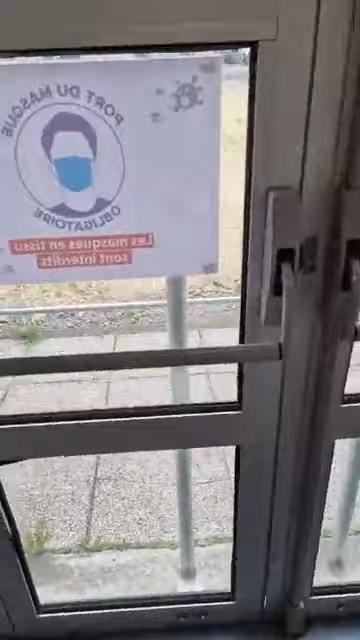 PORT DU MASQUE
OBLIGATOIRE
Les masques en tissu
sont interdits